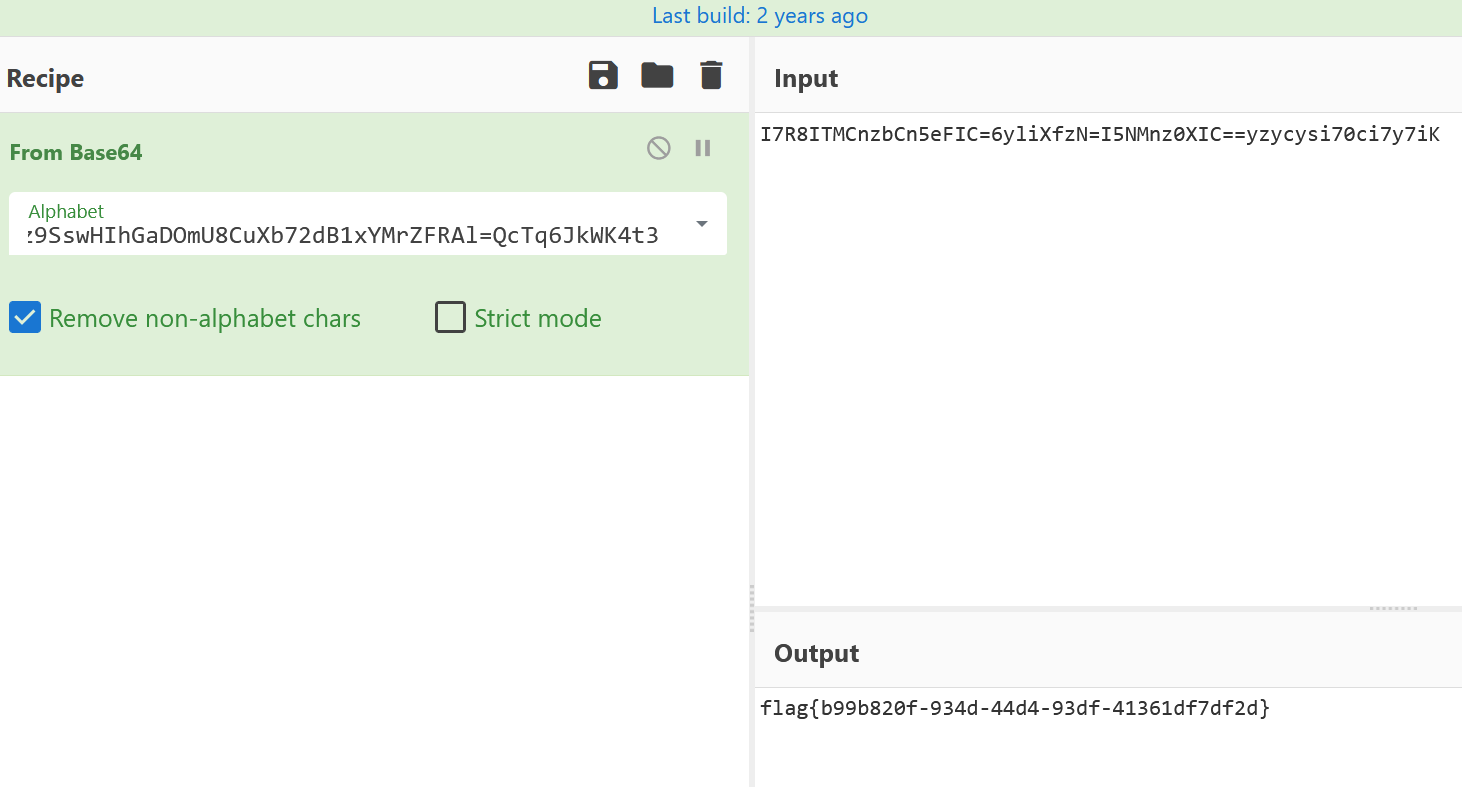 Last build: 2 years ago
Recipe
Input
From Base64
I7R8ITMCnzbCn5eFIC=6yliXfzN=I5NMnz0XIC==yzycysi70ci7y7iK
Alphabet
z9SswHIhGaDOmU8CuXb72dB1xYMrZFRAl=QcTq6JkWK4t3
Remove non-alphabet chars
Strict mode
Output
flag{b99b820f-934d-44d4-93df-41361df7df2d}